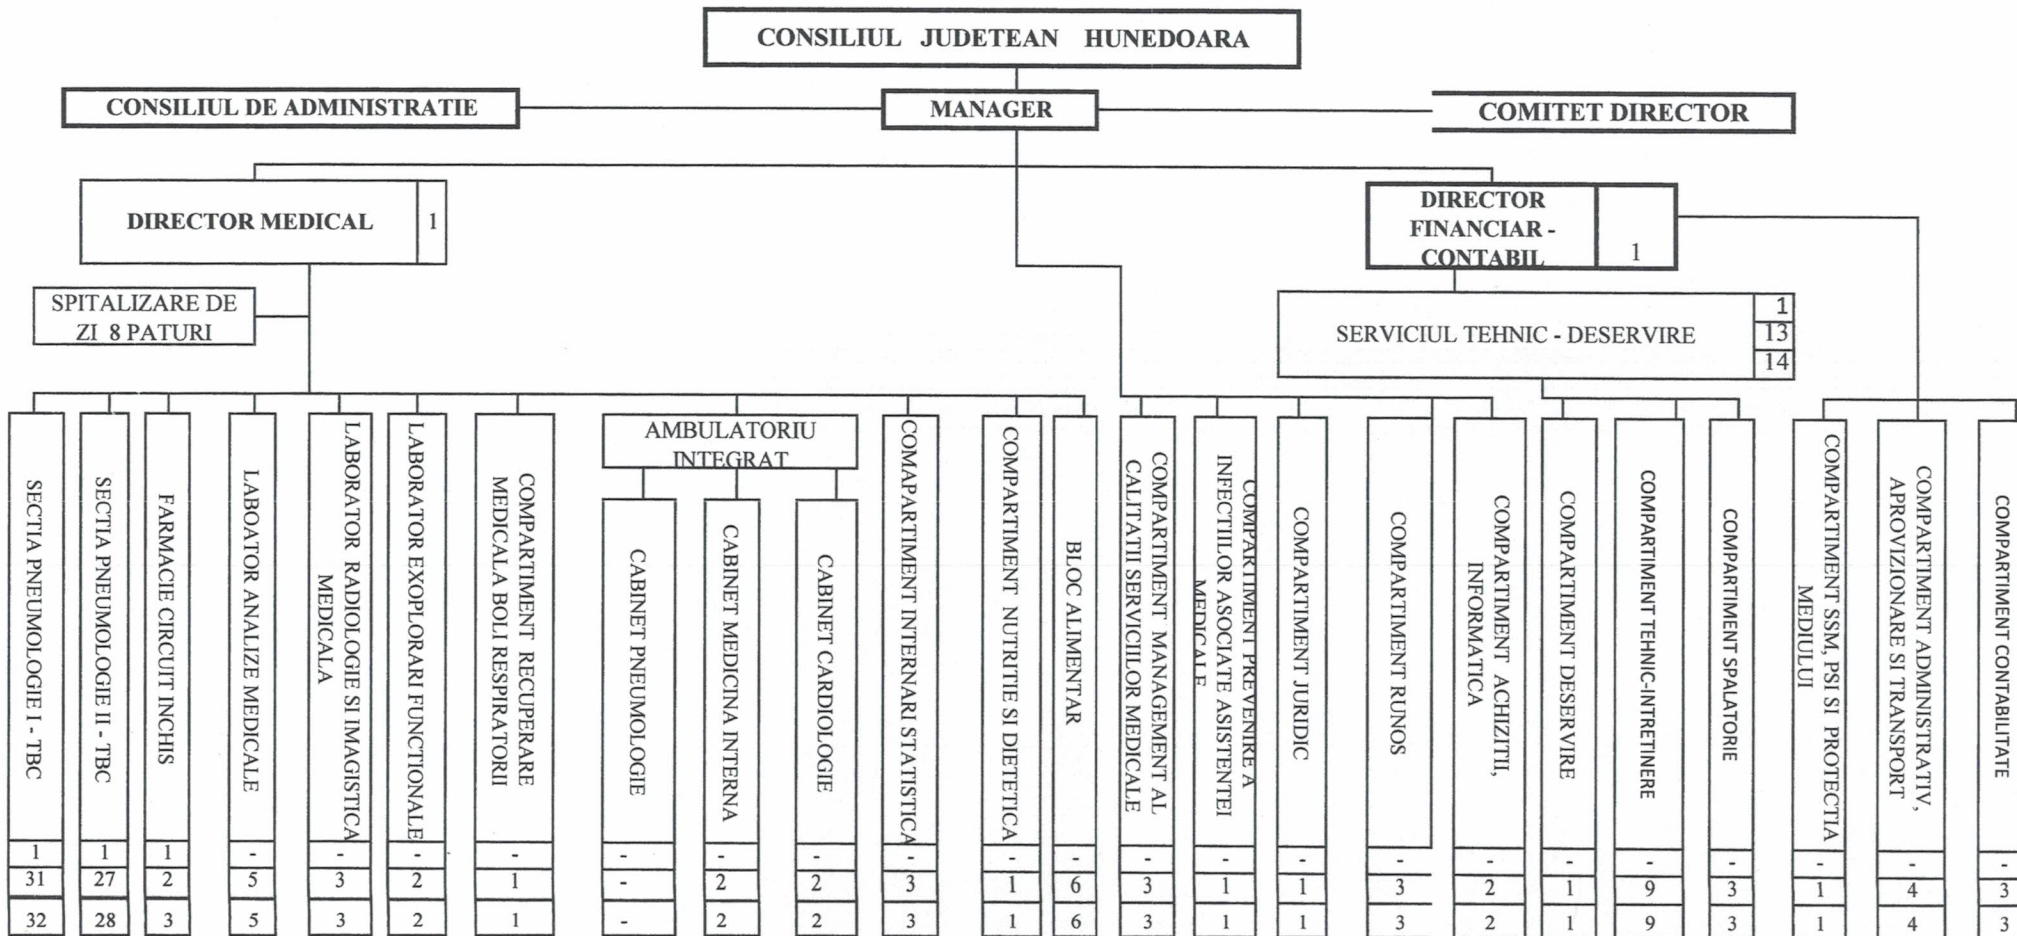 CONSILIUL JUDETEAN HUNEDOARA
CONSILIUL DE ADMINISTRATIE
MANAGER
COMITET DIRECTOR
DIRECTOR MEDICAL
1
DIRECTOR
FINANCIAR -
CONTABIL
1
SPITALIZARE DE
ZI 8 PATURI
SERVICIUL TEHNIC - DESERVIRE
1
13
14
SECTIA PNEUMOLOGIE I - TBC
1
31
32
SECTIA PNEUMOLOGIE II - TBC
1
27
28
FARMACIE CIRCUIT INCHIS
1
2
3
LABOATOR ANALIZE MEDICALE
-
5
5
LABORATOR RADIOLOGIE SI IMAGISTICA
MEDICALA
-
3
3
LABORATOR EXOPLORARI FUNCTIONALE
-
2
2
COMPARTIMENT RECUPERARE
MEDICALA BOLI RESPIRATORII
-
1
1
AMBULATORIU
INTEGRAT
CABINET PNEUMOLOGIE
-
-
-
CABINET MEDICINA INTERNA
-
2
2
CABINET CARDIOLOGIE
-
2
2
COMAPARTIMENT INTERNARI STATISTICA
-
3
3
COMPARTIMENT NUTRITIE SI DIETETICA
-
1
1
BLOC ALIMENTAR
-
6
6
COMPARTIMENT MANAGEMENT AL
CALITATII SERVICIILOR MEDICALE
-
3
3
COMPARTIMENT PREVENIRE A
INFECTIILOR ASOCIATE ASISTENTEI
MEDICALE
-
1
1
COMPARTIMENT JURIDIC
-
1
1
COMPARTIMENT RUNOS
-
3
3
COMPARTIMENT ACHIZITII,
INFORMATICA
-
2
2
COMPARTIMENT DESERVIRE
-
1
1
COMPARTIMENT TEHNIC-INTRETINERE
-
9
9
COMPARTIMENT SPALATORIE
-
3
3
COMPARTIMENT SSM, PSI SI PROTECTIA
MEDIULUI
-
1
1
COMPARTIMENT ADMINISTRATIV,
APROVIZIONARE SI TRANSPORT
-
4
4
COMPARTIMENT CONTABILITATE
-
3
3